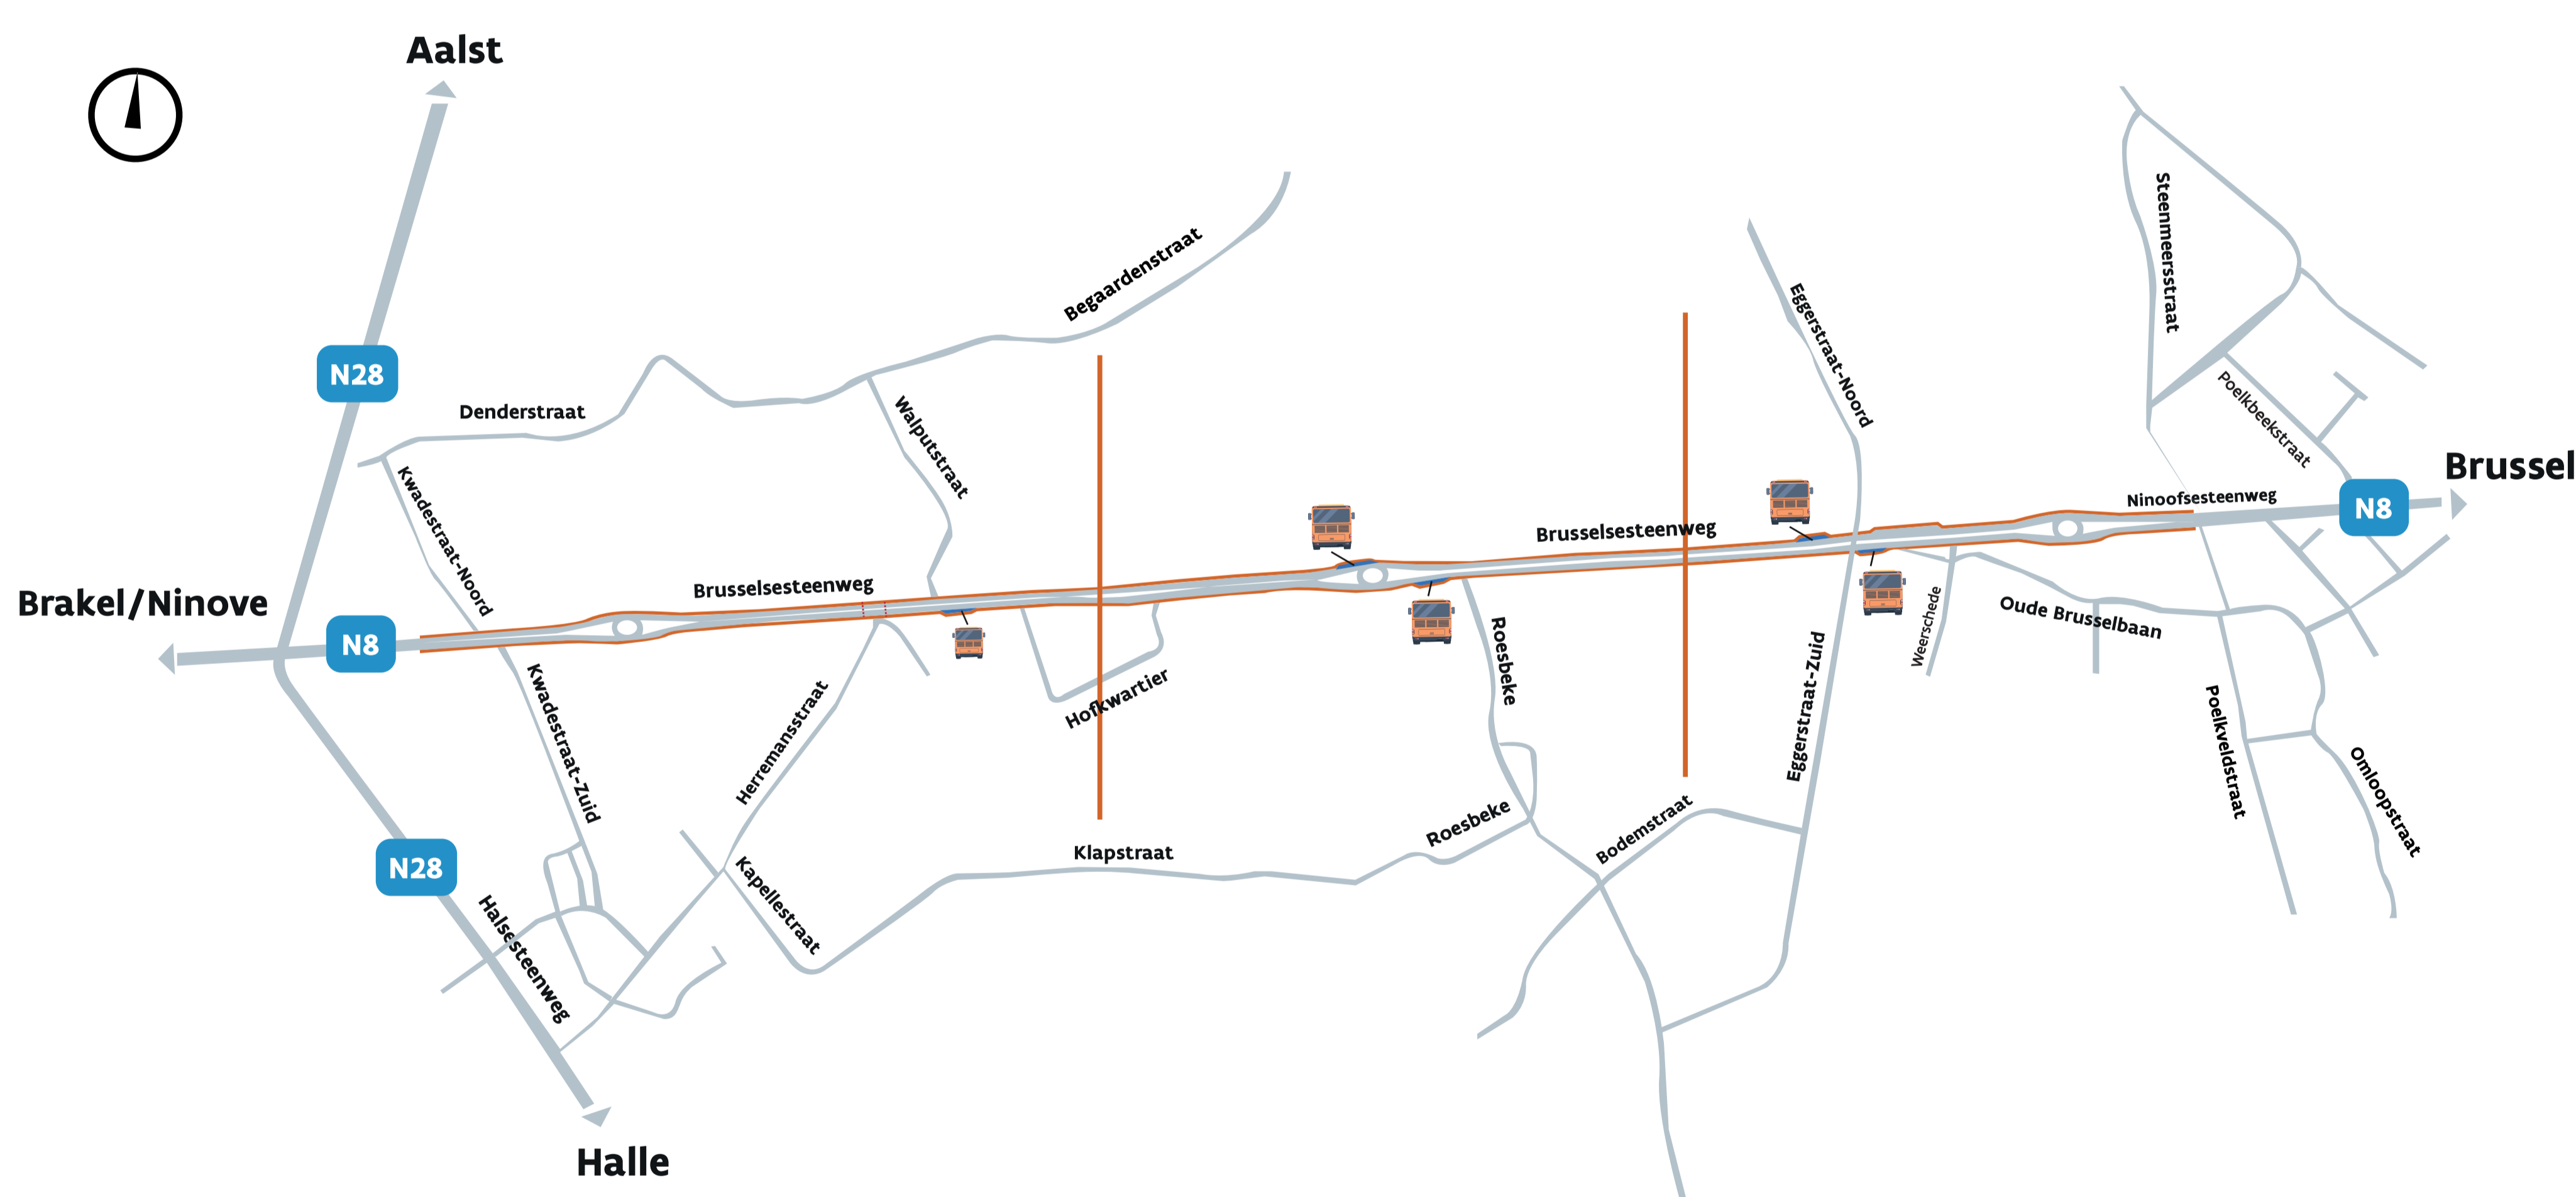 Aalst
N28
Denderstraat
Begaardenstraat
Walputstraat
Kwadestraat-Noord
Eggerstraat-Noord
Steenmeersstraat
Poelkbeekstraat
Brussel
Ninoofsesteenweg
N8
Brusselsesteenweg
Brusselsesteenweg
Brakel/Ninove
N8
Kwadestraat-Zuid
Herremansstraat
Hofkwartier
Roesbeke
Eggerstraat-Zuid
Weerschede
Oude Brusselbaan
Poelkveldstraat
Omloopstraat
Roesbeke
Bodemstraat
Klapstraat
Kapellestraat
N28
Halsesteenweg
Halle